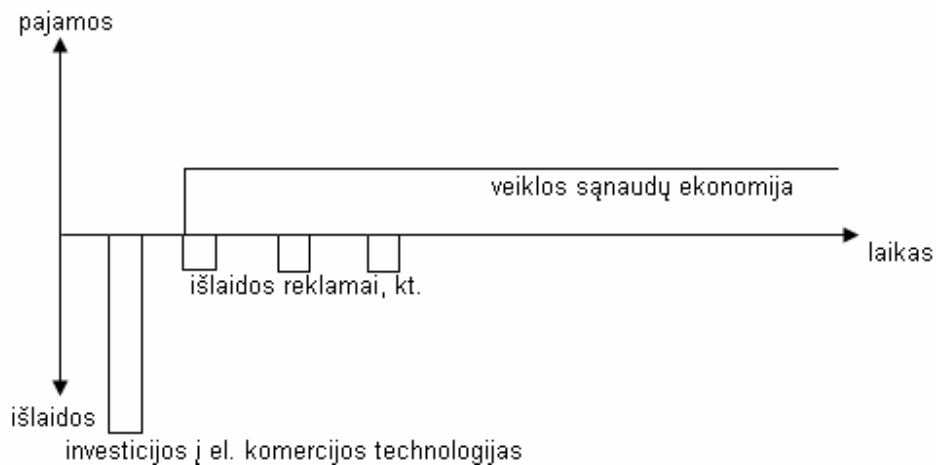 pajamos
veiklos sąnaudų ekonomija
laikas
išlaidos reklamai, kt.
išlaidos
investicijos į el. komercijos technologijas